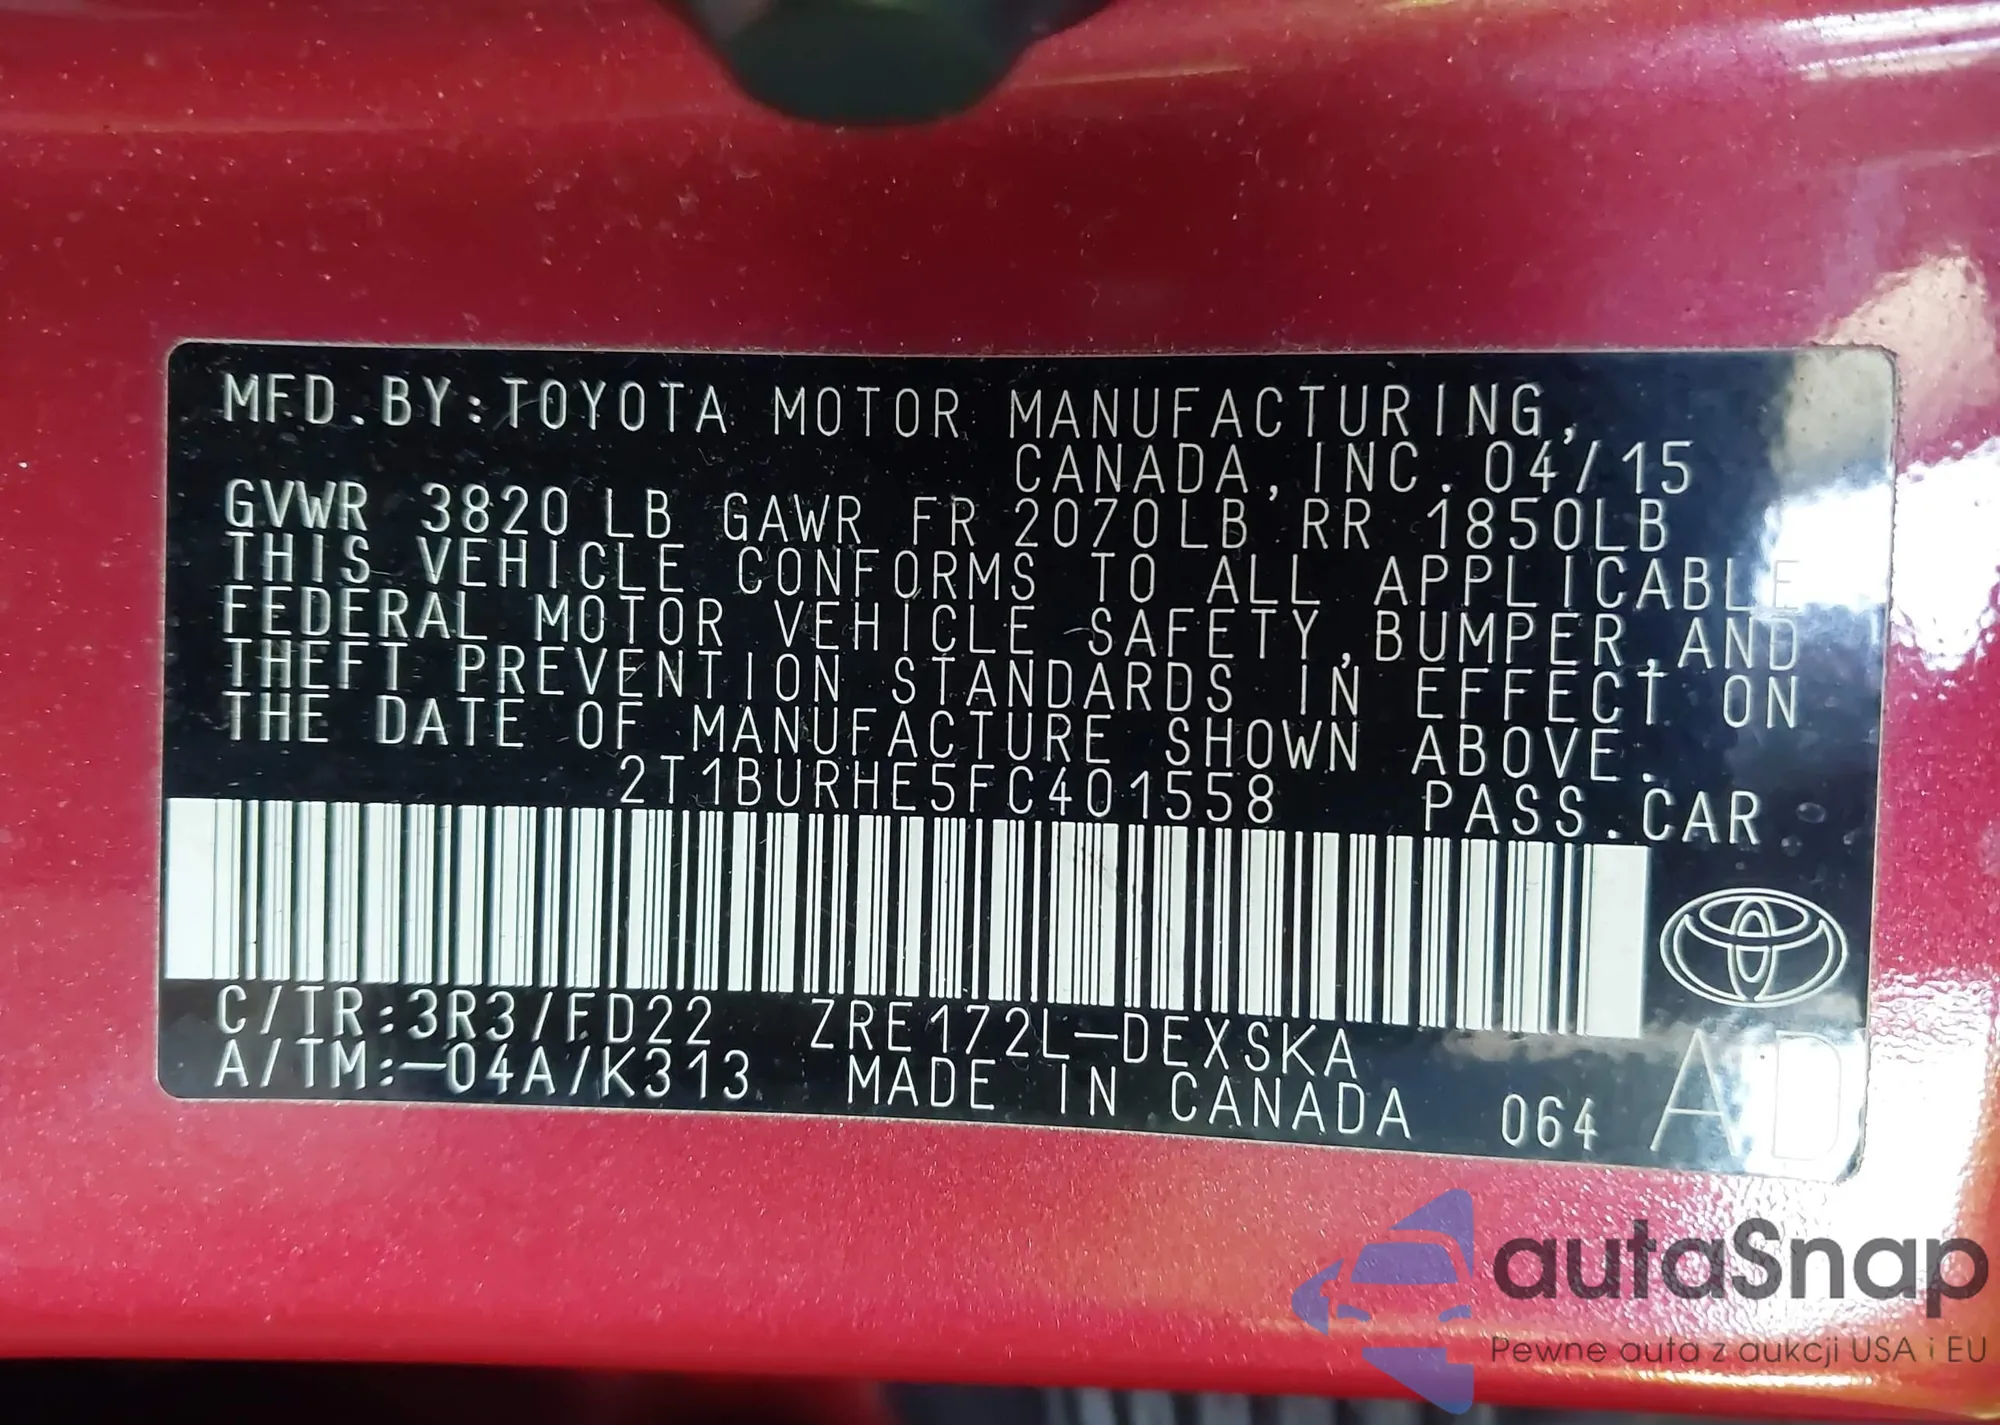 MFD.BY:TOYOTA MOTOR MANUFACTURING,
CANADA,INC.04/15
GVWR 3820LB GAWR FR 2070LB RR 1850LB
THIS VEHICLE CONFORMS TO ALL APPLICABLE
FEDERAL MOTOR VEHICLE SAFETY,BUMPER,AND
THEFT PREVENTION STANDARDS IN EFFECT ON
THE DATE OF MANUFACTURE SHOWN ABOVE.
2T1BURHE5FC401558 PASS.CAR
C/TR:3R3/FD22 ZRE172L-DEXSKA
A/TM:-04A/K313 MADE IN CANADA 064 AD
autaSnap
Pewne auta z aukcji USA i EU